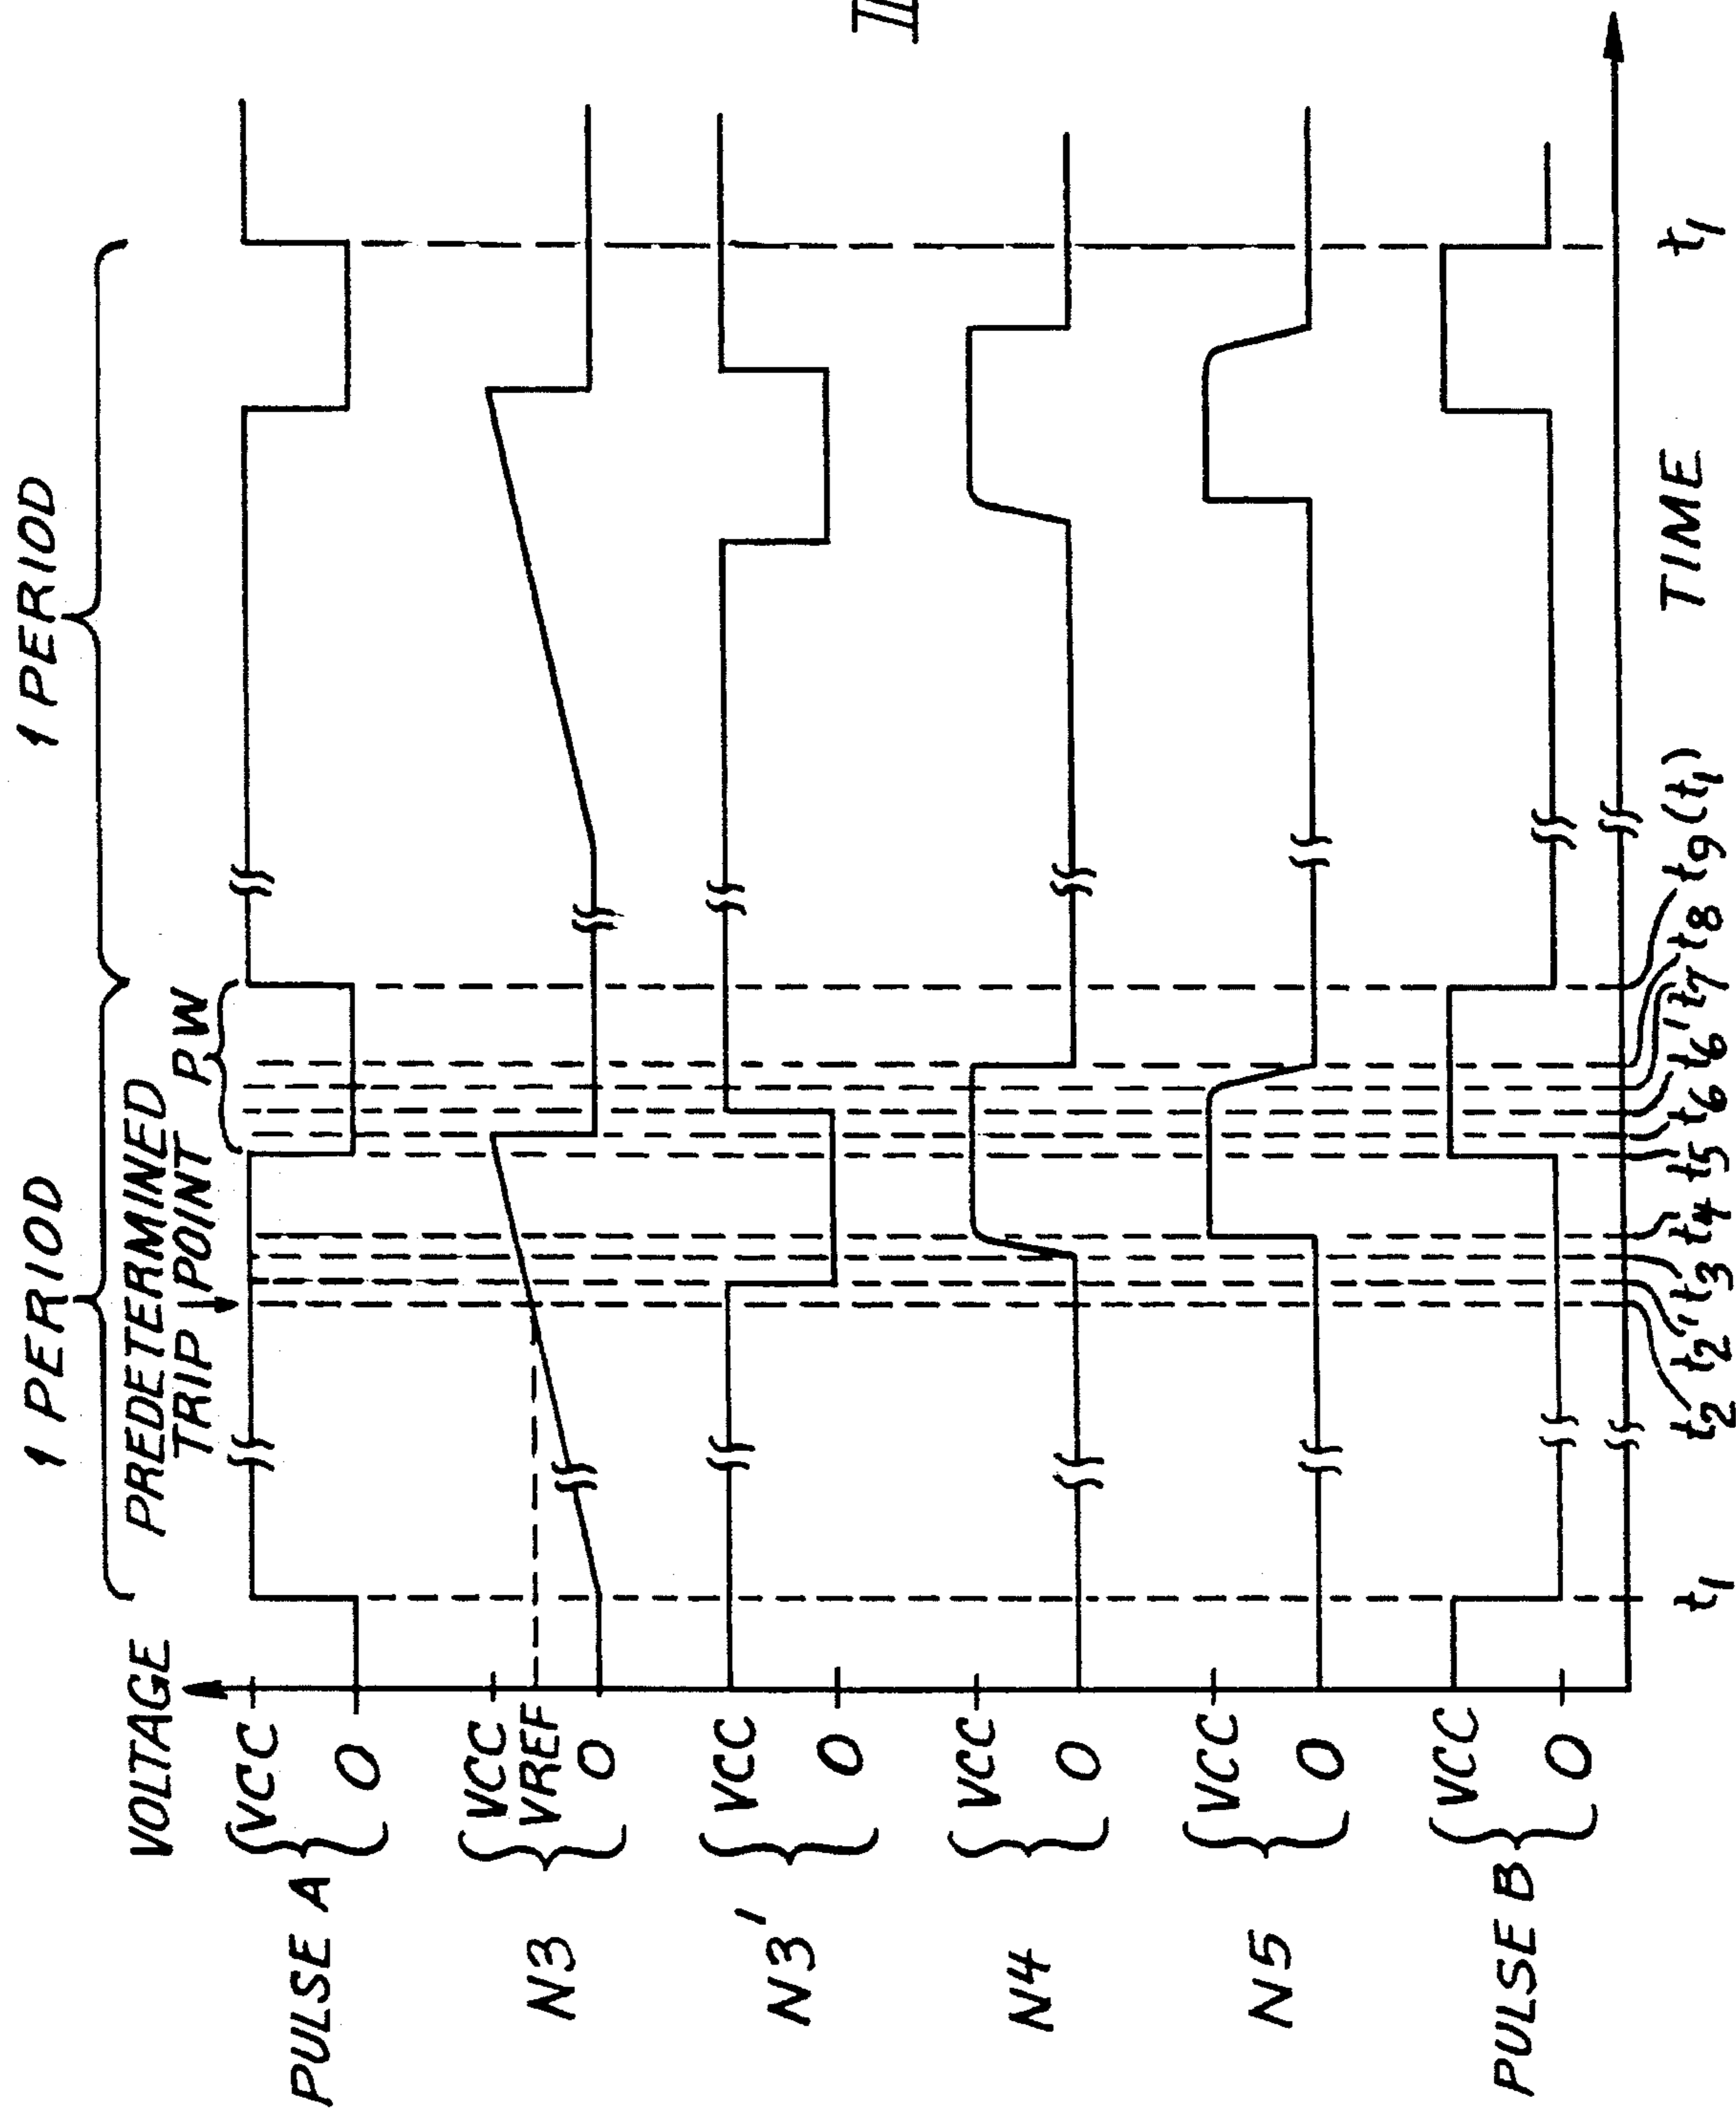 1 PERIOD
1 PERIOD
VOLTAGE
PREDETERMINED
TRIP POINT
PW
PULSE A
VCC
0
N3
VCC
VREF
0
N3'
VCC
0
N4
VCC
0
N5
VCC
0
PULSE B
VCC
0
t1 t2 t2' t3 t4 t5 t6 t6' t7 t8 t9(t1) t1
TIME